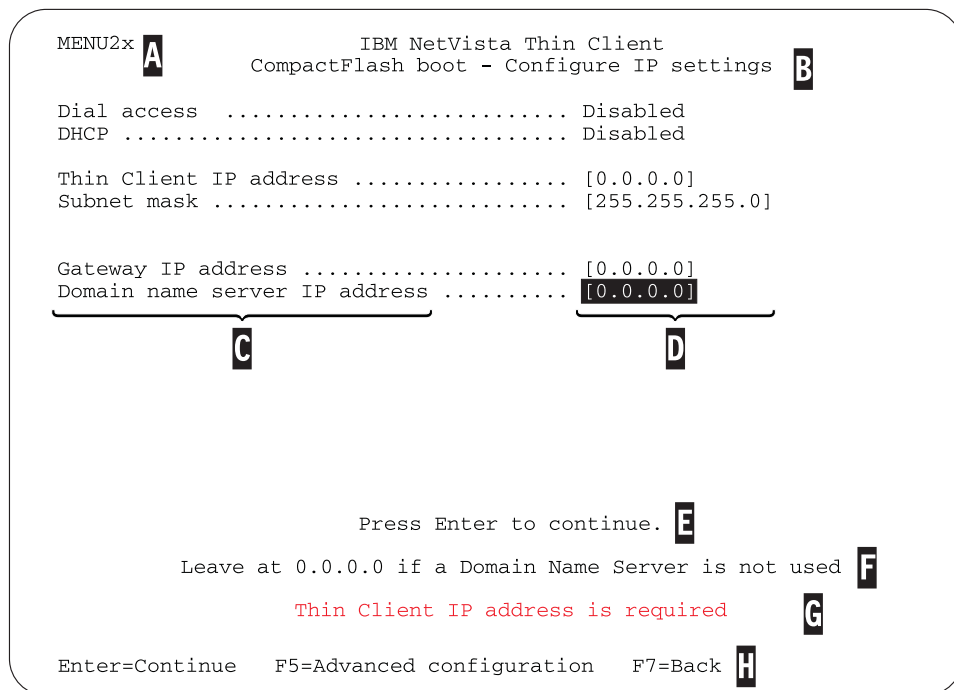 MENU2x A IBM NetVista Thin Client
CompactFlash boot - Configure IP settings B
Dial access ........................... Disabled
DHCP ................................... Disabled
Thin Client IP address ................. [0.0.0.0]
Subnet mask ............................ [255.255.255.0]
Gateway IP address ..................... [0.0.0.0]
Domain name server IP address .......... [0.0.0.0]
C D
Press Enter to continue. E
Leave at 0.0.0.0 if a Domain Name Server is not used F
Thin Client IP address is required G
Enter=Continue F5=Advanced configuration F7=Back H